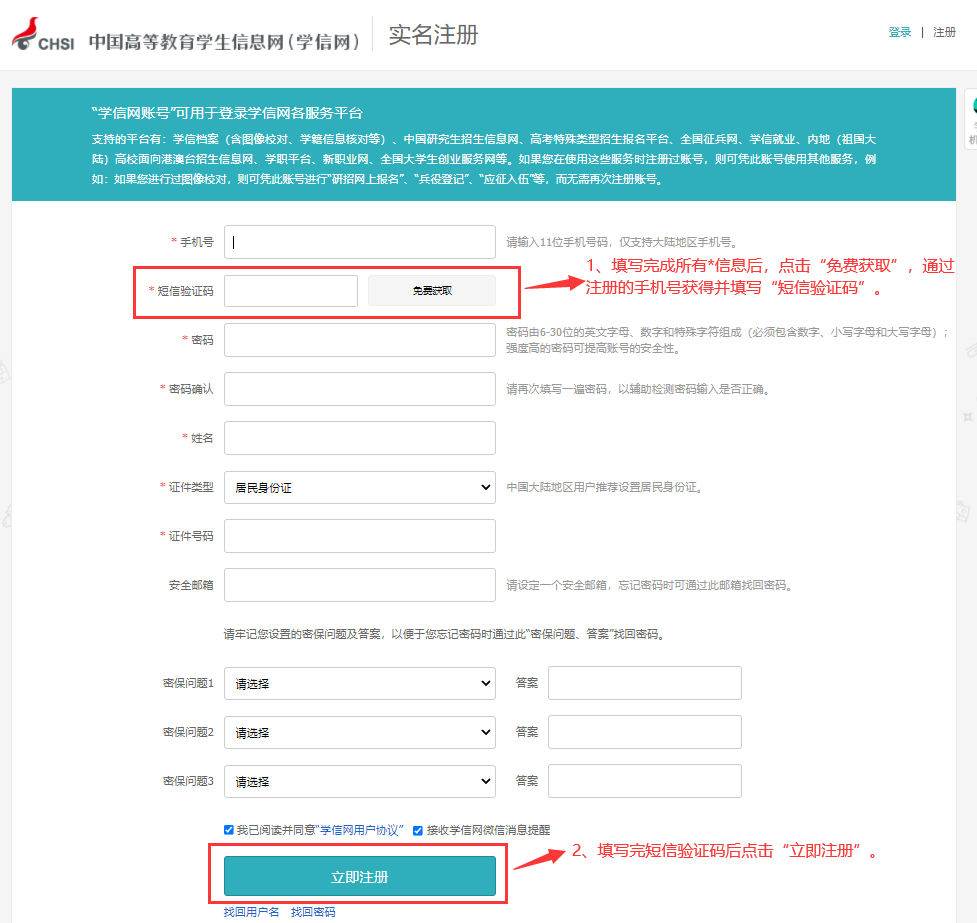 CHSI 中国高等教育学生信息网(学信网) 实名注册
登录 | 注册
“学信网账号”可用于登录学信网各服务平台
支持的平台有：学信档案（含图像校对、学籍信息核对等）、中国研究生招生信息网、高考特殊类型招生报名平台、全国征兵网、学信就业、内地（祖国大
陆）高校面向港澳台招生信息网、学职平台、新职业网、全国大学生创业服务网等。如果您在使用这些服务时注册过账号，则可凭此账号使用其他服务，例
如：如果您进行过图像校对，则可凭此账号进行“研招网上报名”、“兵役登记”、“应征入伍”等，而无需再次注册账号。
* 手机号 请输入11位手机号码，仅支持大陆地区手机号。
1、填写完成所有*信息后，点击“免费获取”，通过
注册的手机号获得并填写“短信验证码”。
* 短信验证码 免费获取
* 密码 密码由6-30位的英文字母、数字和特殊字符组成（必须包含数字、小写字母和大写字母）；
强度高的密码可提高账号的安全性。
* 密码确认 请再次填写一遍密码，以辅助检测密码输入是否正确。
* 姓名
* 证件类型 居民身份证 中国大陆地区用户推荐设置居民身份证。
* 证件号码
安全邮箱 请设定一个安全邮箱，忘记密码时可通过此邮箱找回密码。
请牢记您设置的密保问题及答案，以便于您忘记密码时通过此“密保问题、答案”找回密码。
密保问题1 请选择 答案
密保问题2 请选择 答案
密保问题3 请选择 答案
我已阅读并同意“学信网用户协议” 接收学信网微信消息提醒
2、填写完短信验证码后点击“立即注册”。
立即注册
找回用户名 找回密码